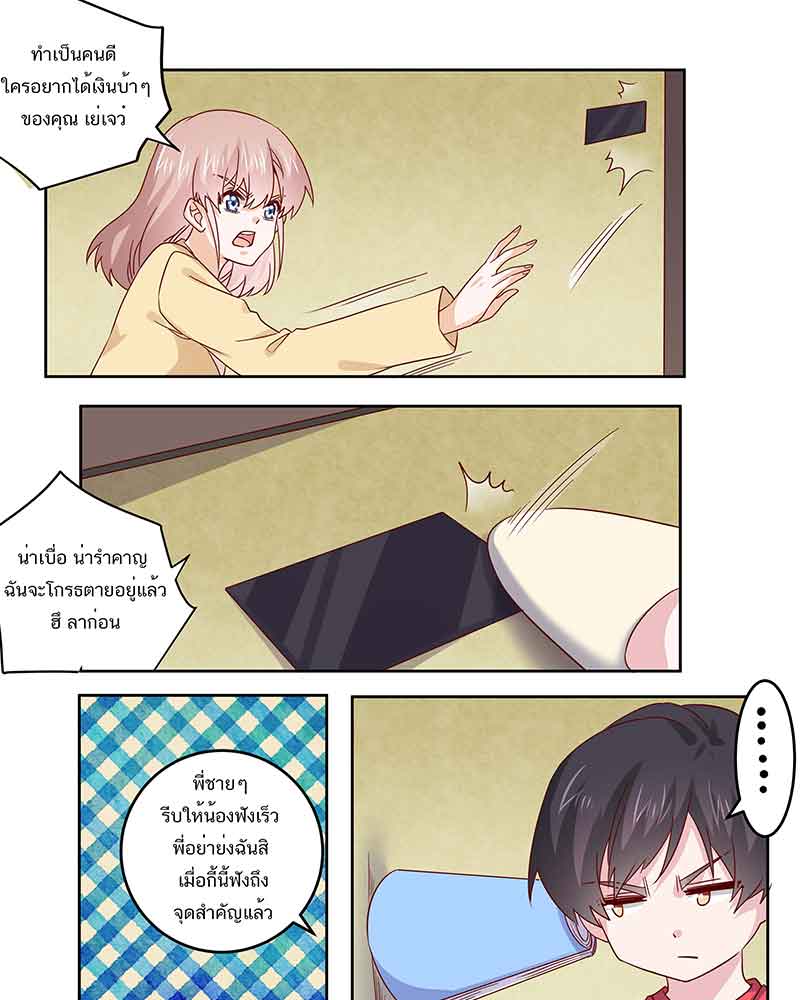 ทำเป็นคนดี
ใครอยากได้เงินบ้าๆ
ของคุณ เย่เจว๋
น่าเบื่อ น่ารำคาญ
ฉันจะโกรธตายอยู่แล้ว
ฮึ ลาก่อน
พี่ชายๆ
รีบให้น้องฟังเร็ว
พี่อย่าย่งฉันสิ
เมื่อกี้นี้ฟังถึง
จุดสำคัญแล้ว
......